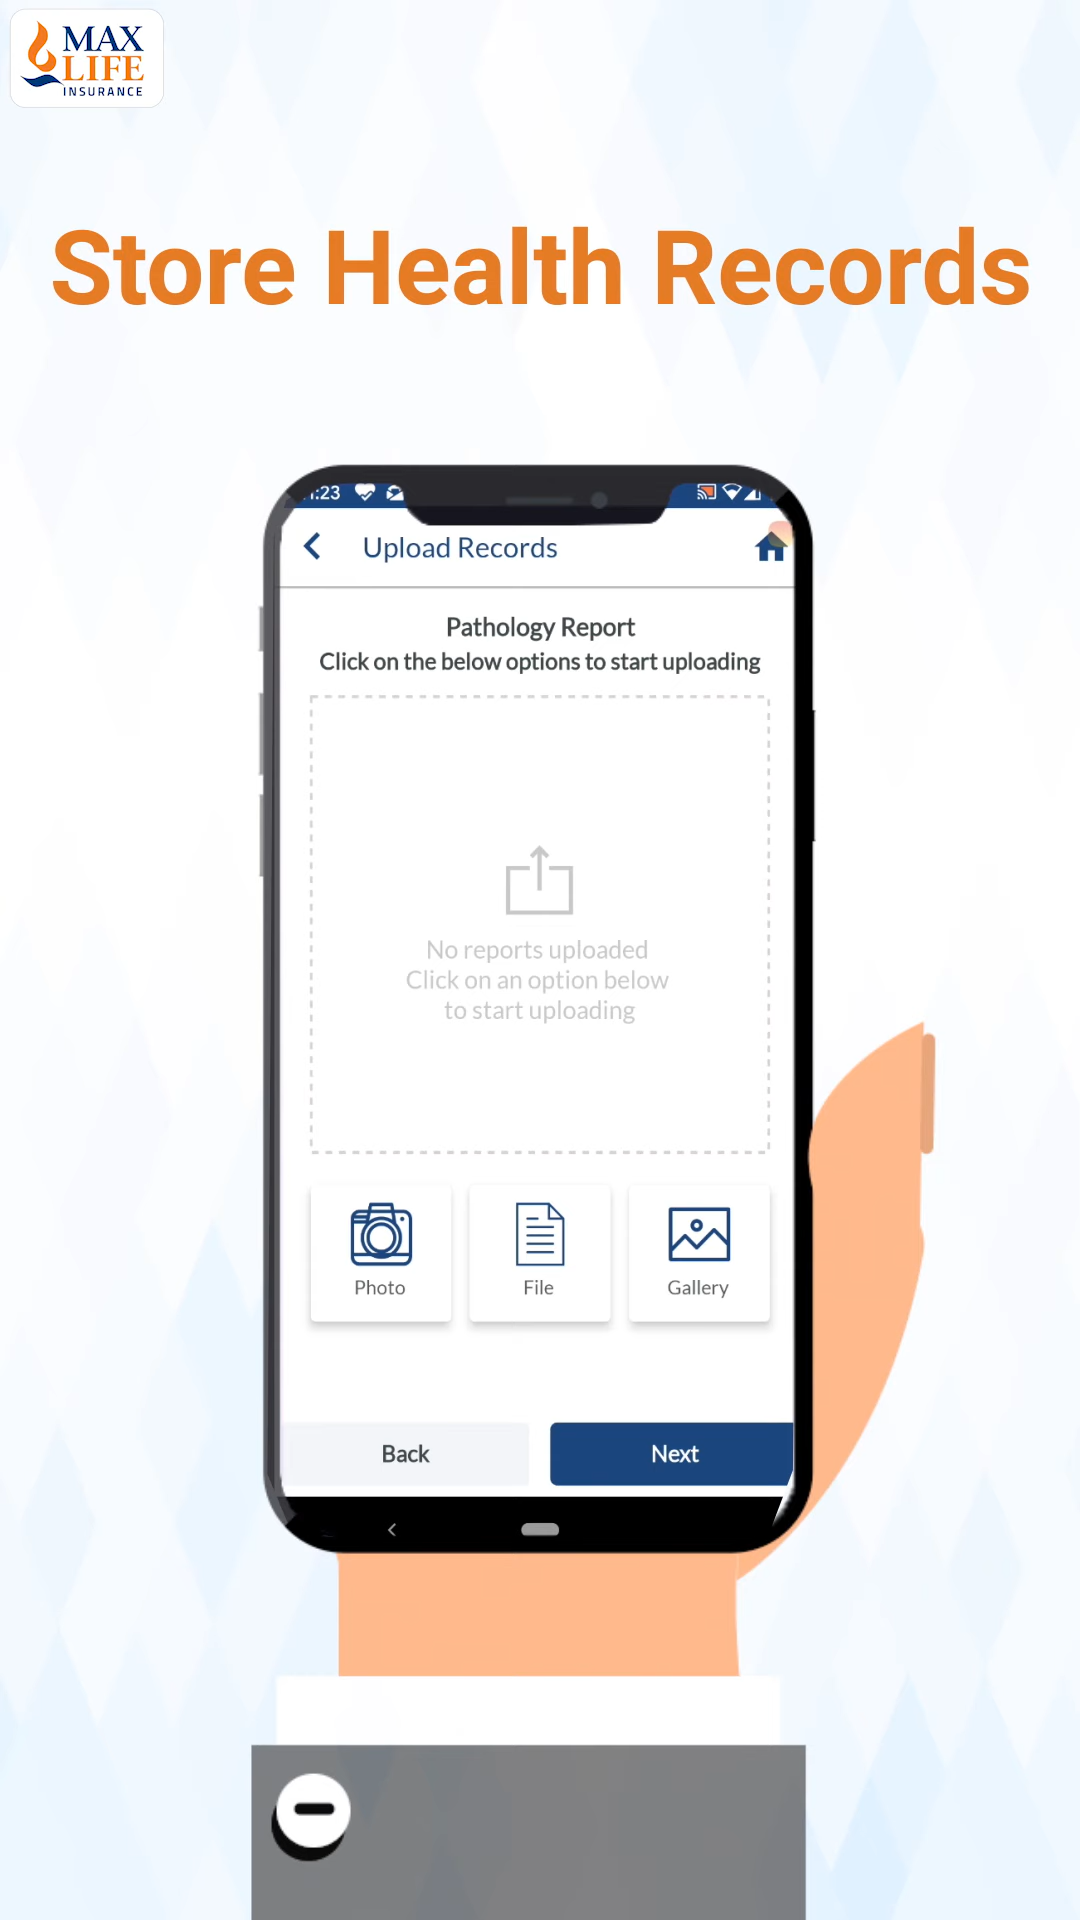 MAX
LIFE
INSURANCE
Store Health Records
:23
Upload Records
Pathology Report
Click on the below options to start uploading
No reports uploaded
Click on an option below
to start uploading
Photo
File
Gallery
Back
Next